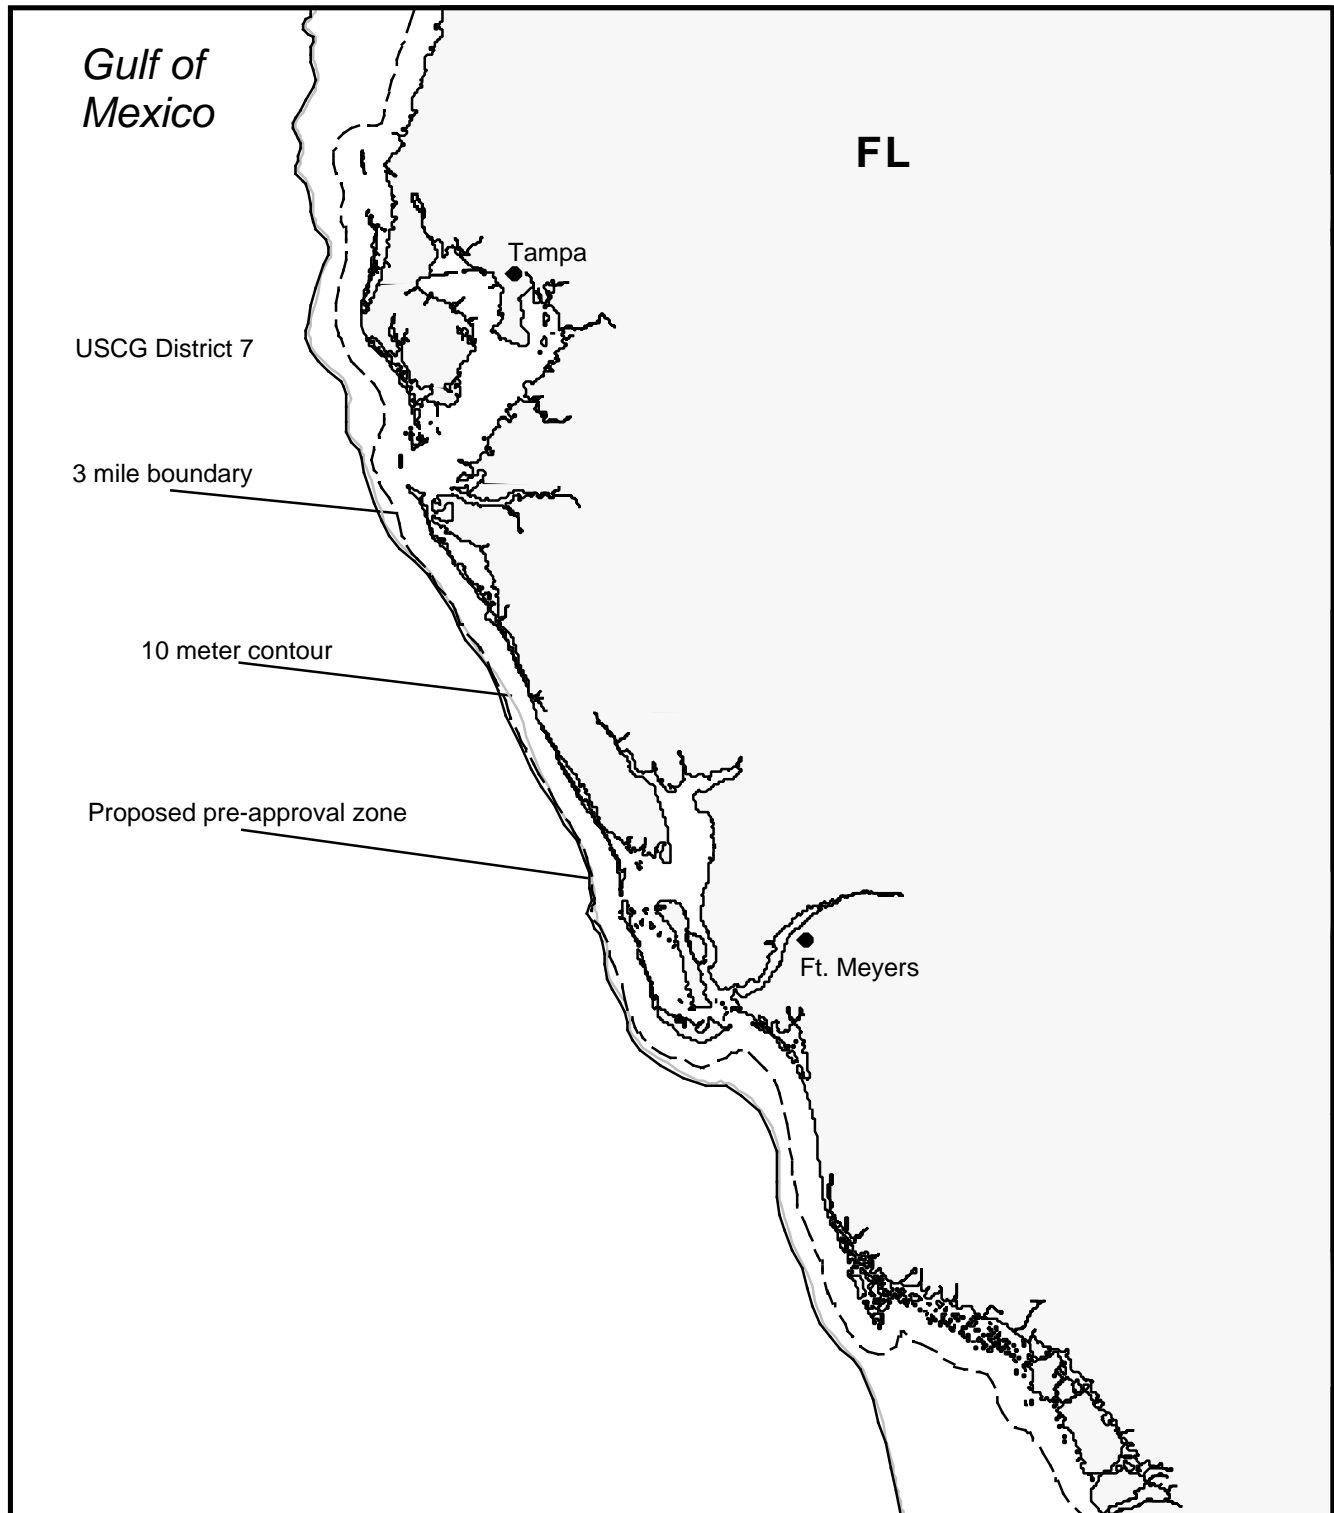 Gulf of
Mexico
FL
Tampa
USCG District 7
3 mile boundary
10 meter contour
Proposed pre-approval zone
Ft. Meyers